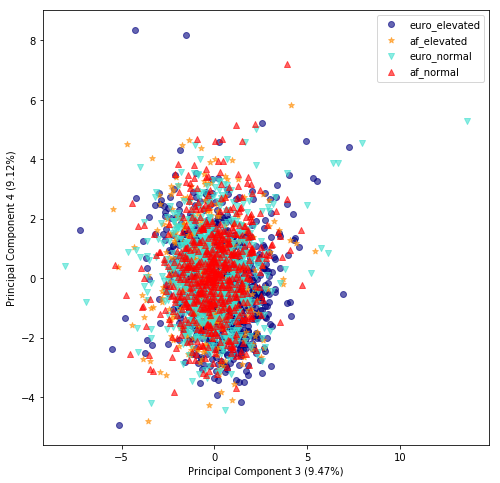 euro_elevated
af_elevated
euro_normal
af_normal
8
6
4
2
0
−2
−4
Principal Component 4 (9.12%)
−5 0 5 10
Principal Component 3 (9.47%)